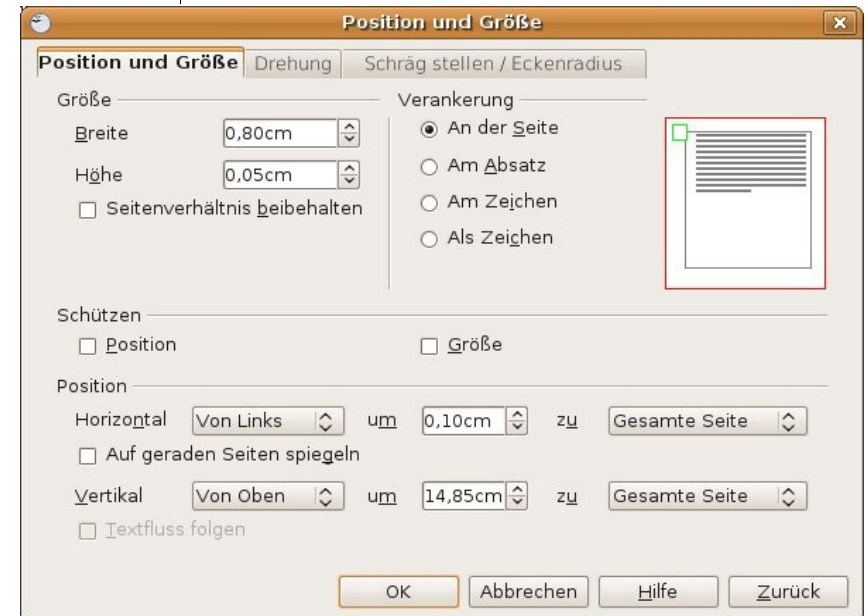 Position und Größe
Position und Größe Drehung Schräg stellen / Eckenradius
Größe Verankerung
Breite 0,80cm An der Seite
Höhe 0,05cm Am Absatz
Seitenverhältnis beibehalten Am Zeichen
Als Zeichen
Schützen
Position Größe
Position
Horizontal Von Links um 0,10cm zu Gesamte Seite
Auf geraden Seiten spiegeln
Vertikal Von Oben um 14,85cm zu Gesamte Seite
Textfluss folgen
OK Abbrechen Hilfe Zurück